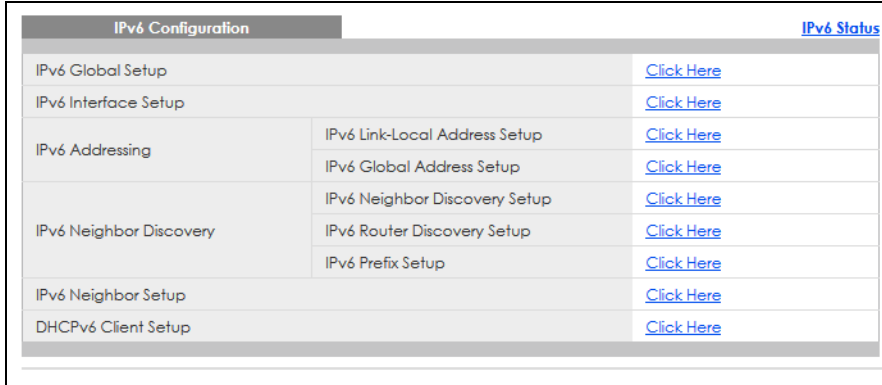 IPv6 Configuration IPv6 Status
IPv6 Global Setup Click Here
IPv6 Interface Setup Click Here
IPv6 Addressing
IPv6 Link-Local Address Setup Click Here
IPv6 Global Address Setup Click Here
IPv6 Neighbor Discovery
IPv6 Neighbor Discovery Setup Click Here
IPv6 Router Discovery Setup Click Here
IPv6 Prefix Setup Click Here
IPv6 Neighbor Setup Click Here
DHCPv6 Client Setup Click Here